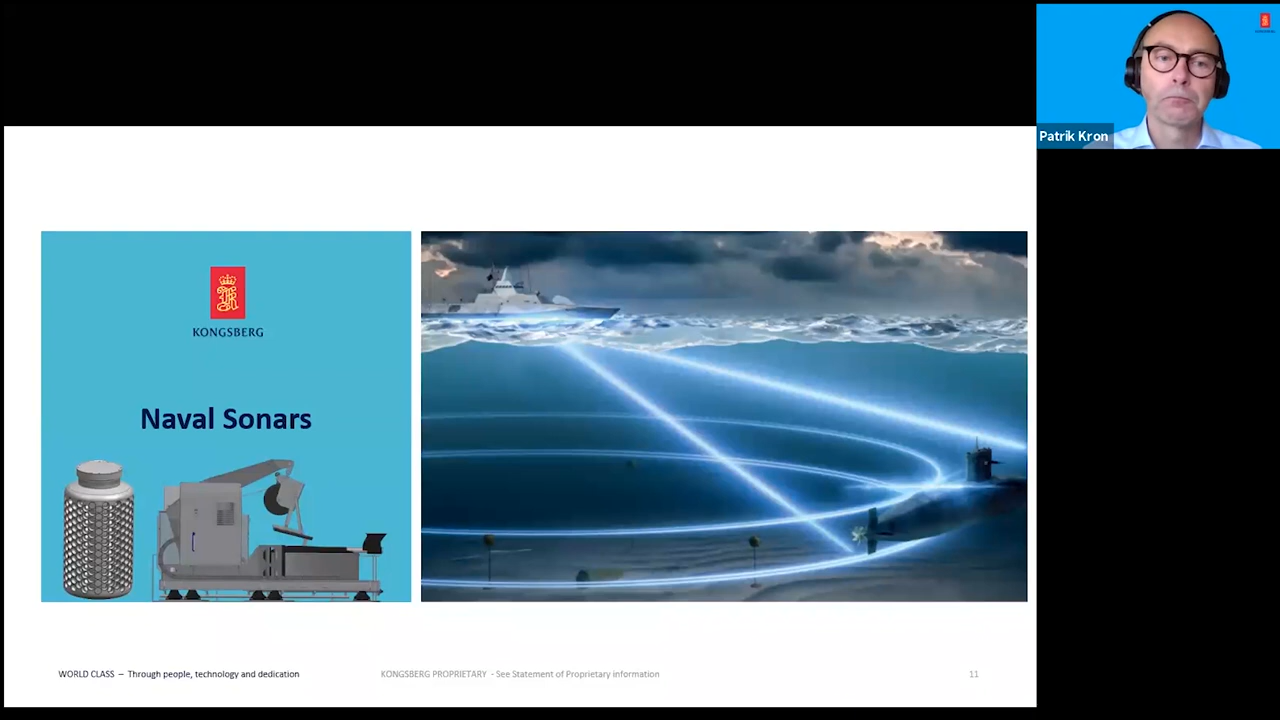 Patrik Kron
KONGSBERG
Naval Sonars
WORLD CLASS – Through people, technology and dedication
KONGSBERG PROPRIETARY - See Statement of Proprietary information
11